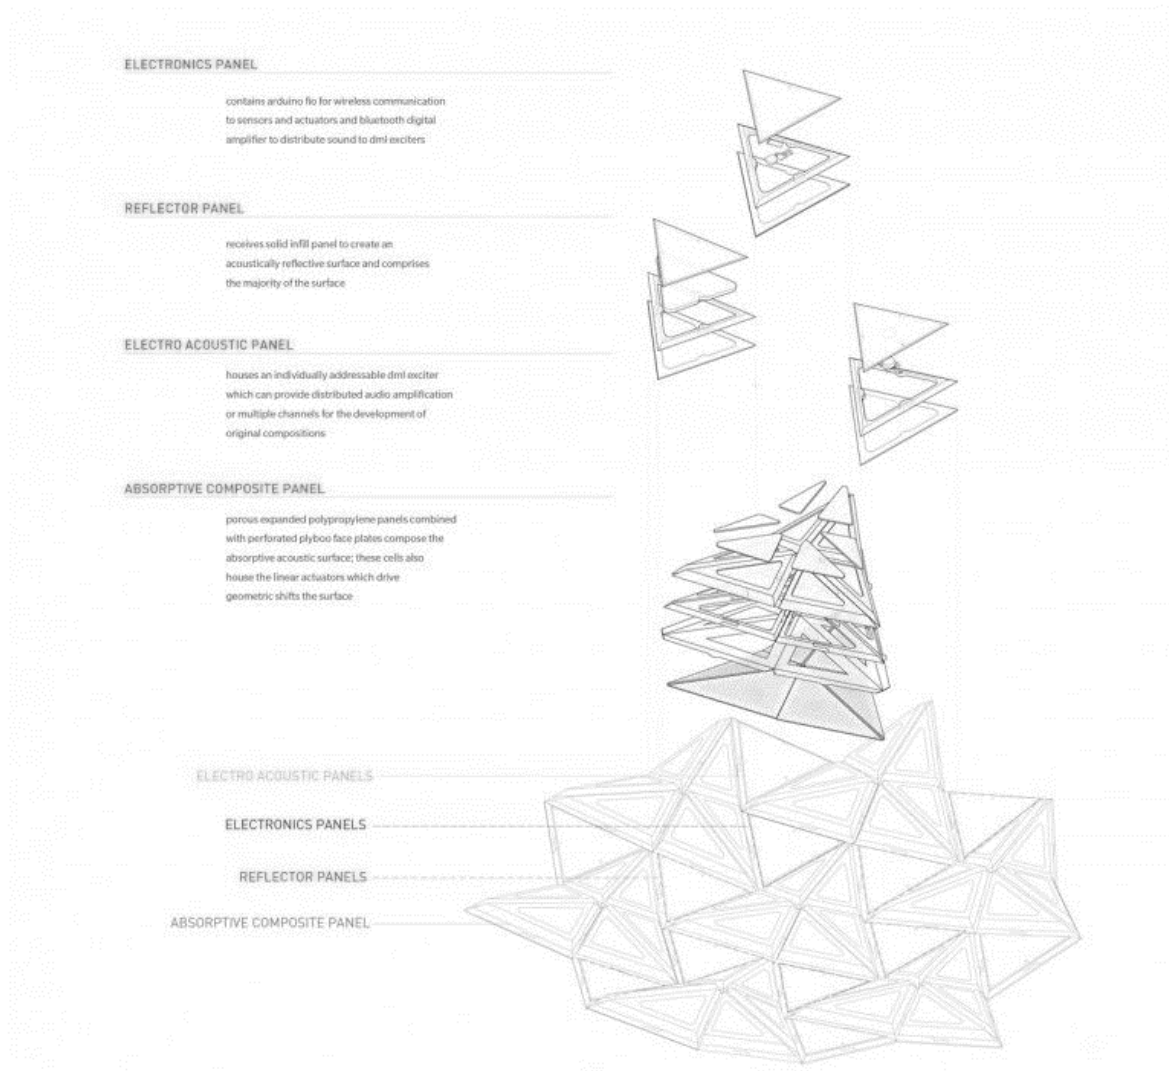 ELECTRONICS PANEL
contains arduino fio for wireless communication
to sensors and actuators and bluetooth digital
amplifier to distribute sound to dml exciters
REFLECTOR PANEL
receives solid infill panel to create an
acoustically reflective surface and comprises
the majority of the surface
ELECTRO ACOUSTIC PANEL
houses an individually addressable dml exciter
which can provide distributed audio amplification
or multiple channels for the development of
original compositions
ABSORPTIVE COMPOSITE PANEL
porous expanded polypropylene panels combined
with perforated plyboo face plates compose the
absorptive acoustic surface; these cells also
house the linear actuators which drive
geometric shifts the surface
ELECTRO ACOUSTIC PANELS
ELECTRONICS PANELS
REFLECTOR PANELS
ABSORPTIVE COMPOSITE PANEL